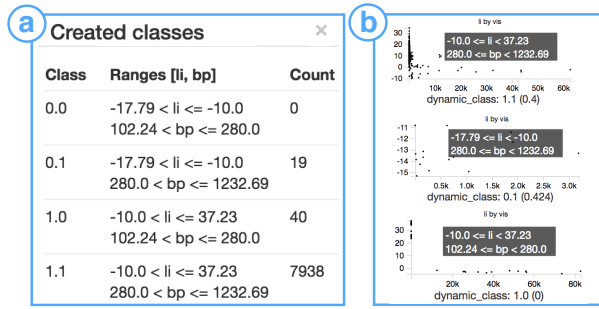 a
Created classes ×
Class Ranges [li, bp] Count
0.0 -17.79 < li <= -10.0 0
102.24 < bp <= 280.0
0.1 -17.79 < li <= -10.0 19
280.0 < bp <= 1232.69
1.0 -10.0 < li <= 37.23 40
102.24 < bp <= 280.0
1.1 -10.0 < li <= 37.23 7938
280.0 < bp <= 1232.69
b
li by vis
30
20
10
0
-10
-10.0 <= li < 37.23
280.0 <= bp < 1232.69
10k 20k 30k 40k 50k 60k
dynamic_class: 1.1 (0.4)
li by vis
-11
-12
-13
-14
-15
-17.79 <= li < -10.0
280.0 <= bp < 1232.69
0.5k 1.0k 1.5k 2.0k 2.5k 3.0k
dynamic_class: 0.1 (0.424)
li by vis
30
20
10
0
-10.0 <= li < 37.23
102.24 <= bp < 280.0
20k 40k 60k 80k
dynamic_class: 1.0 (0)